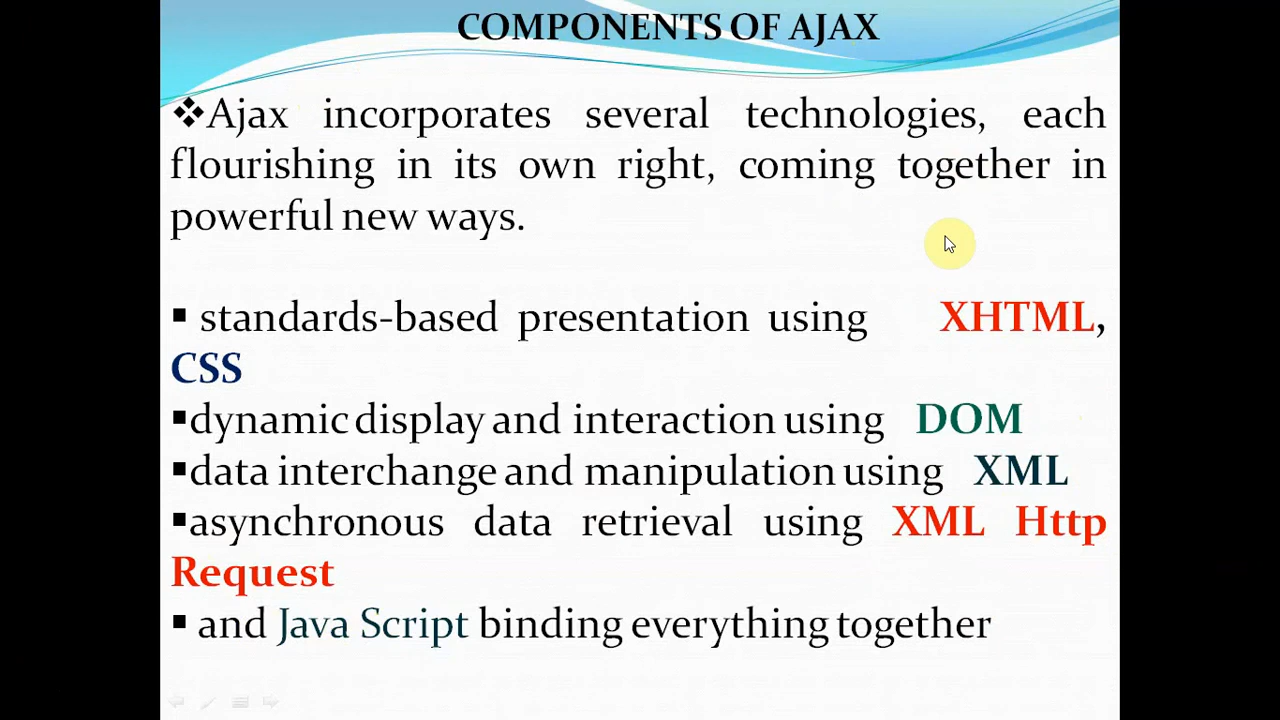 COMPONENTS OF AJAX
❖Ajax incorporates several technologies, each
flourishing in its own right, coming together in
powerful new ways.
▪ standards-based presentation using XHTML,
CSS
▪dynamic display and interaction using DOM
▪data interchange and manipulation using XML
▪asynchronous data retrieval using XML Http
Request
▪ and Java Script binding everything together